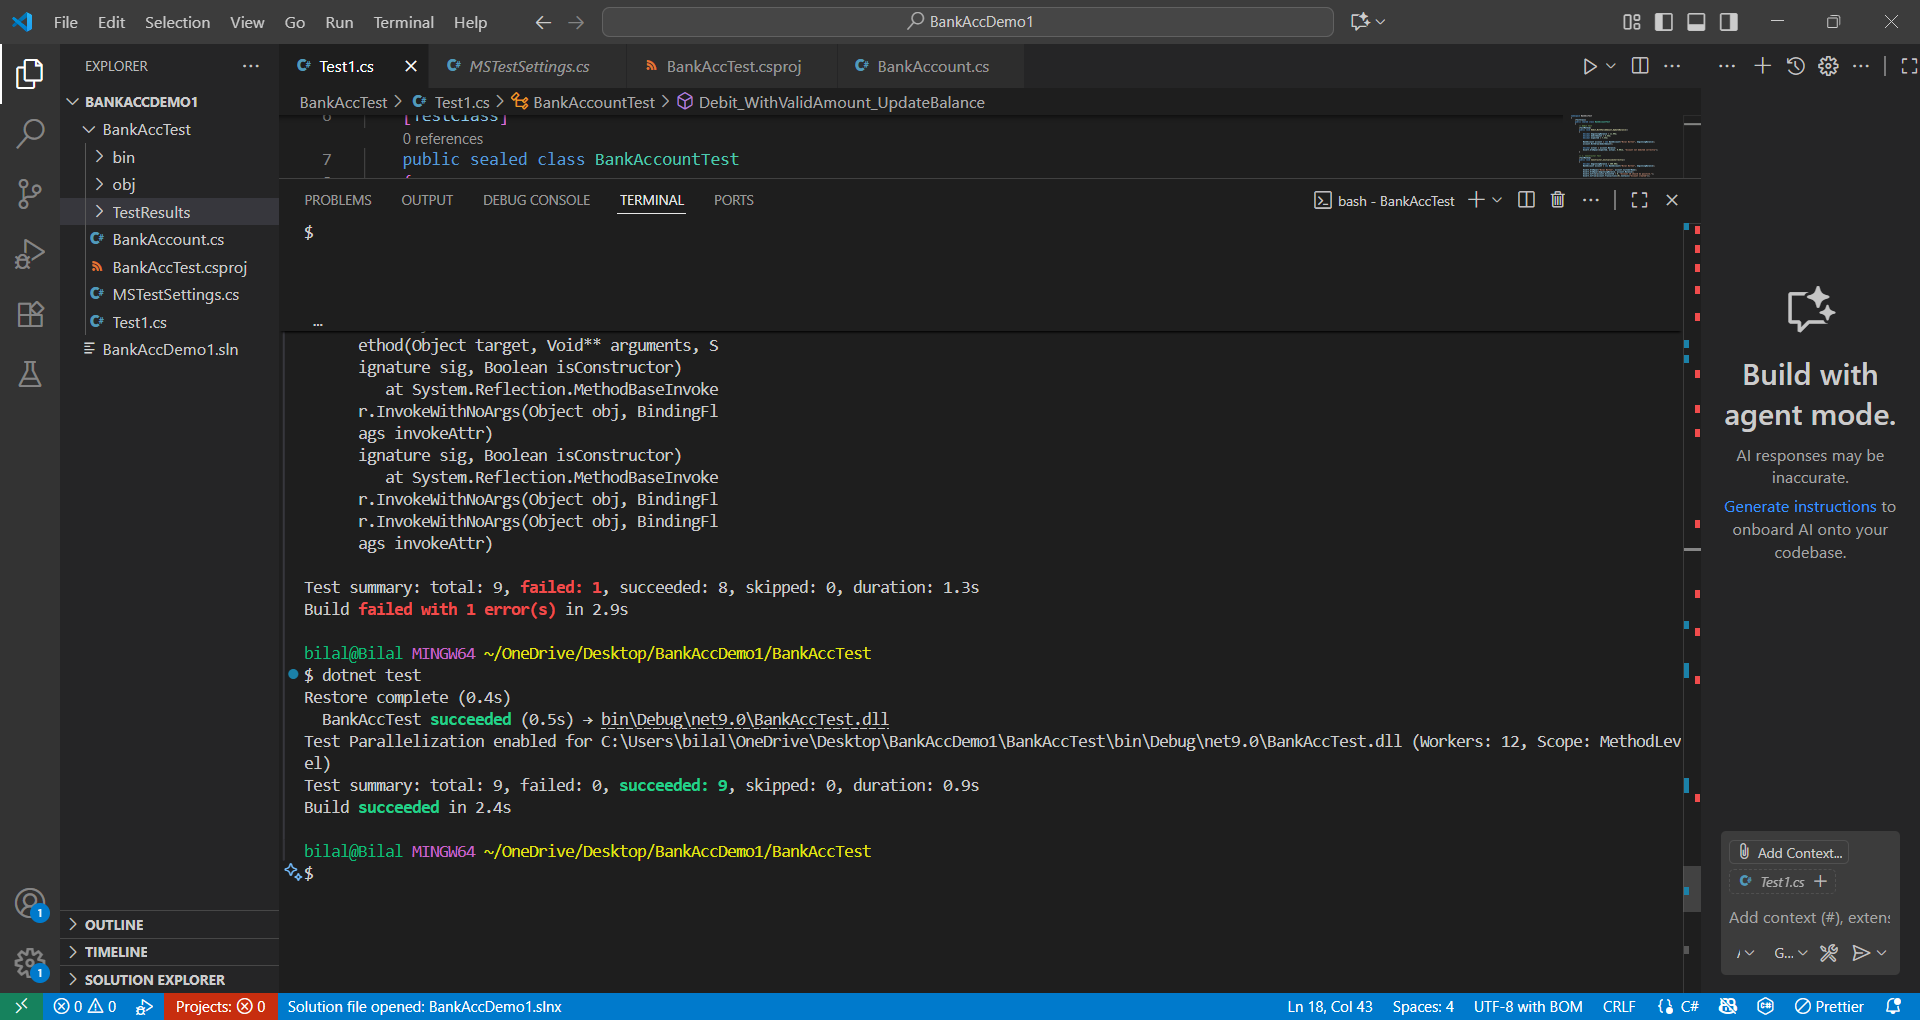 File Edit Selection View Go Run Terminal Help
BankAccDemo1
EXPLORER
BANKACCDEMO1
BankAccTest
bin
obj
TestResults
BankAccount.cs
BankAccTest.csproj
MSTestSettings.cs
Test1.cs
BankAccDemo1.sln
OUTLINE
TIMELINE
SOLUTION EXPLORER
Test1.cs MSTestSettings.cs BankAccTest.csproj BankAccount.cs
BankAccTest > Test1.cs > BankAccountTest > Debit_WithValidAmount_UpdateBalance
6 [TestClass]
0 references
7 public sealed class BankAccountTest
PROBLEMS OUTPUT DEBUG CONSOLE TERMINAL PORTS
bash - BankAccTest
$
...
ethod(Object target, Void** arguments, S
ignature sig, Boolean isConstructor)
at System.Reflection.MethodBaseInvoke
r.InvokeWithNoArgs(Object obj, BindingFl
ags invokeAttr)
ignature sig, Boolean isConstructor)
at System.Reflection.MethodBaseInvoke
r.InvokeWithNoArgs(Object obj, BindingFl
r.InvokeWithNoArgs(Object obj, BindingFl
ags invokeAttr)
Test summary: total: 9, failed: 1, succeeded: 8, skipped: 0, duration: 1.3s
Build failed with 1 error(s) in 2.9s
bilal@Bilal MINGW64 ~/OneDrive/Desktop/BankAccDemo1/BankAccTest
$ dotnet test
Restore complete (0.4s)
BankAccTest succeeded (0.5s) → bin\Debug\net9.0\BankAccTest.dll
Test Parallelization enabled for C:\Users\bilal\OneDrive\Desktop\BankAccDemo1\BankAccTest\bin\Debug\net9.0\BankAccTest.dll (Workers: 12, Scope: MethodLev
el)
Test summary: total: 9, failed: 0, succeeded: 9, skipped: 0, duration: 0.9s
Build succeeded in 2.4s
bilal@Bilal MINGW64 ~/OneDrive/Desktop/BankAccDemo1/BankAccTest
$
Build with
agent mode.
AI responses may be
inaccurate.
Generate instructions to
onboard AI onto your
codebase.
Add Context...
Test1.cs +
Add context (#), extens
G...
1
1
0 0
Projects: 0
Solution file opened: BankAccDemo1.slnx
Ln 18, Col 43 Spaces: 4 UTF-8 with BOM CRLF {} C# Prettier